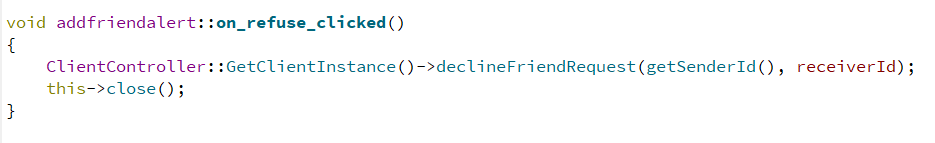 void addfriendalert::on_refuse_clicked()
{
    ClientController::GetClientInstance()->declineFriendRequest(getSenderId(), receiverId);
    this->close();
}